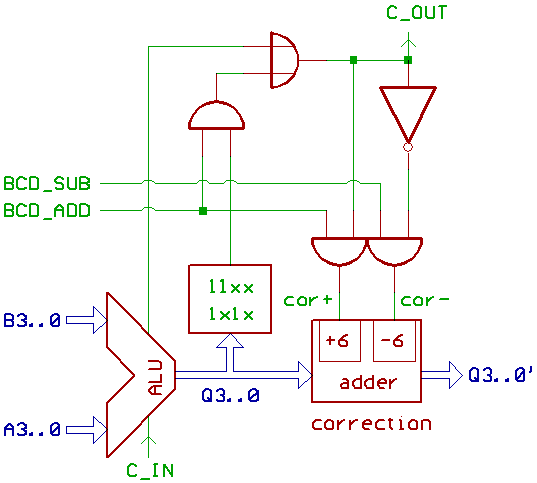 C_OUT
BCD_SUB
BCD_ADD
11xx
1x1x
cor+
cor-
B3..0
+6
-6
ALU
adder
Q3..0'
Q3..0
A3..0
correction
C_IN